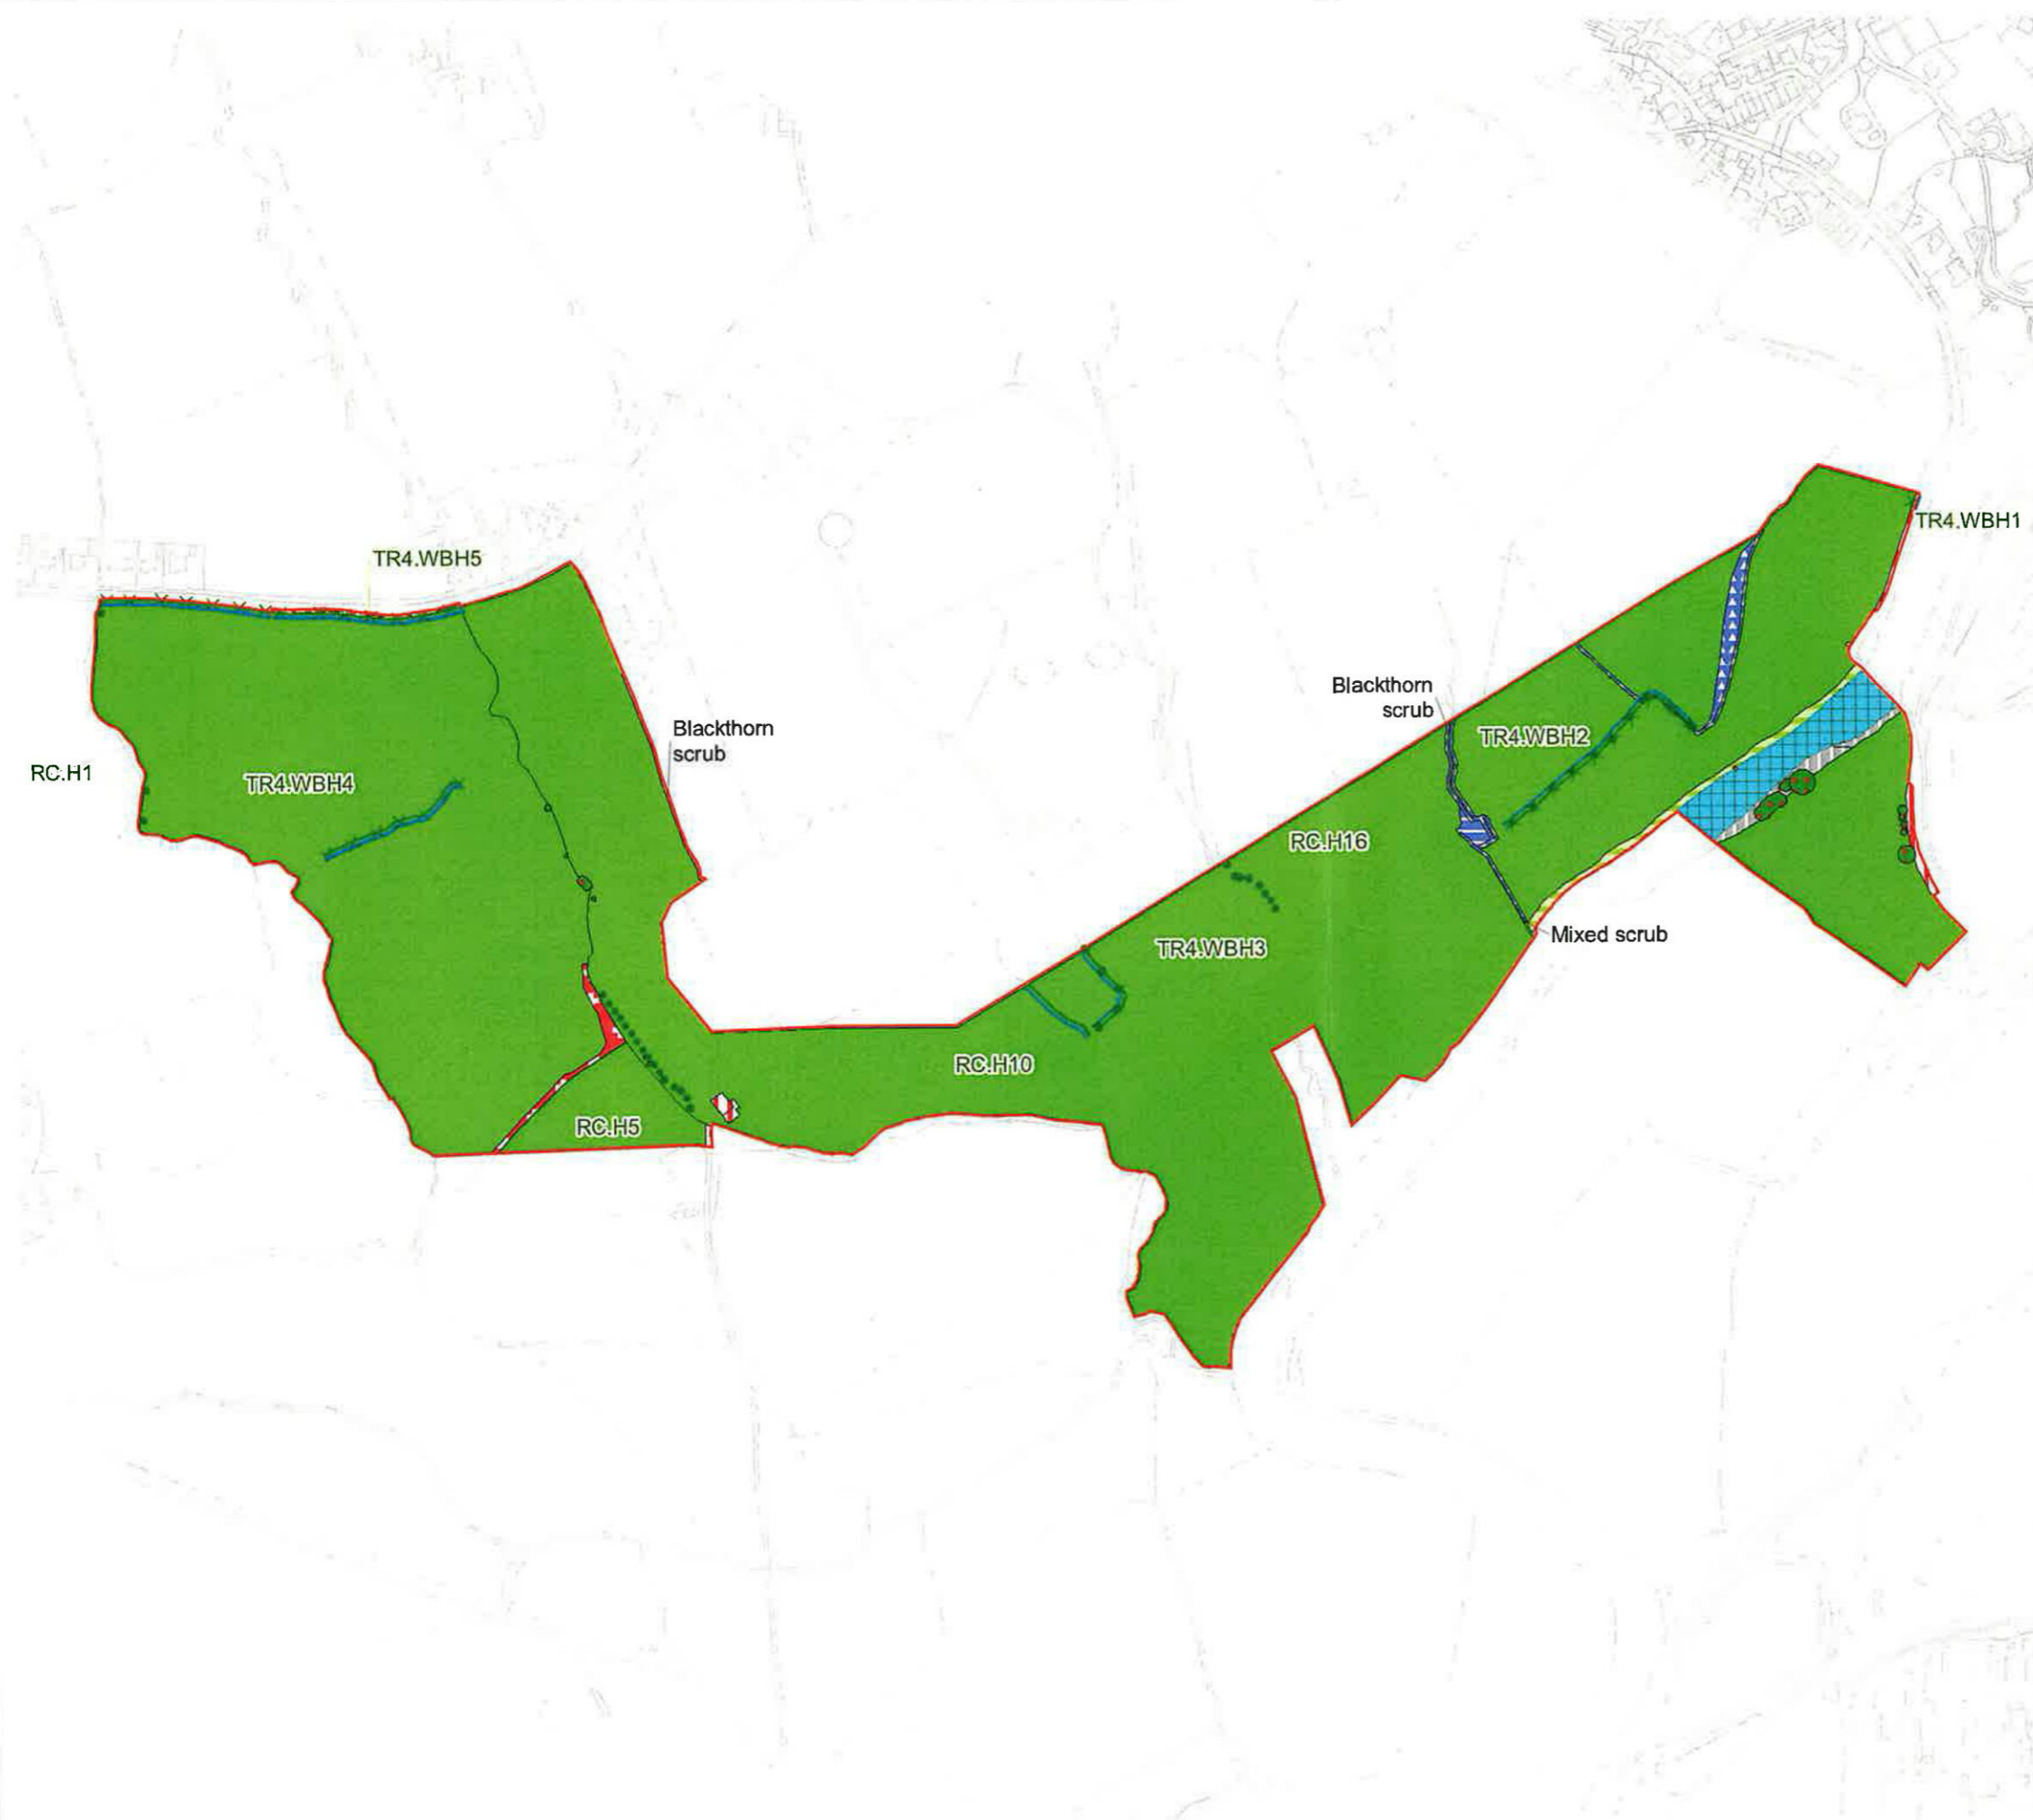 TR4.WBH1
TR4.WBH5
Blackthorn
scrub
TR4.WBH2
Blackthorn
scrub
RC.H1
TR4.WBH4
RC.H16
Mixed scrub
TR4.WBH3
RC.H10
RC.H5